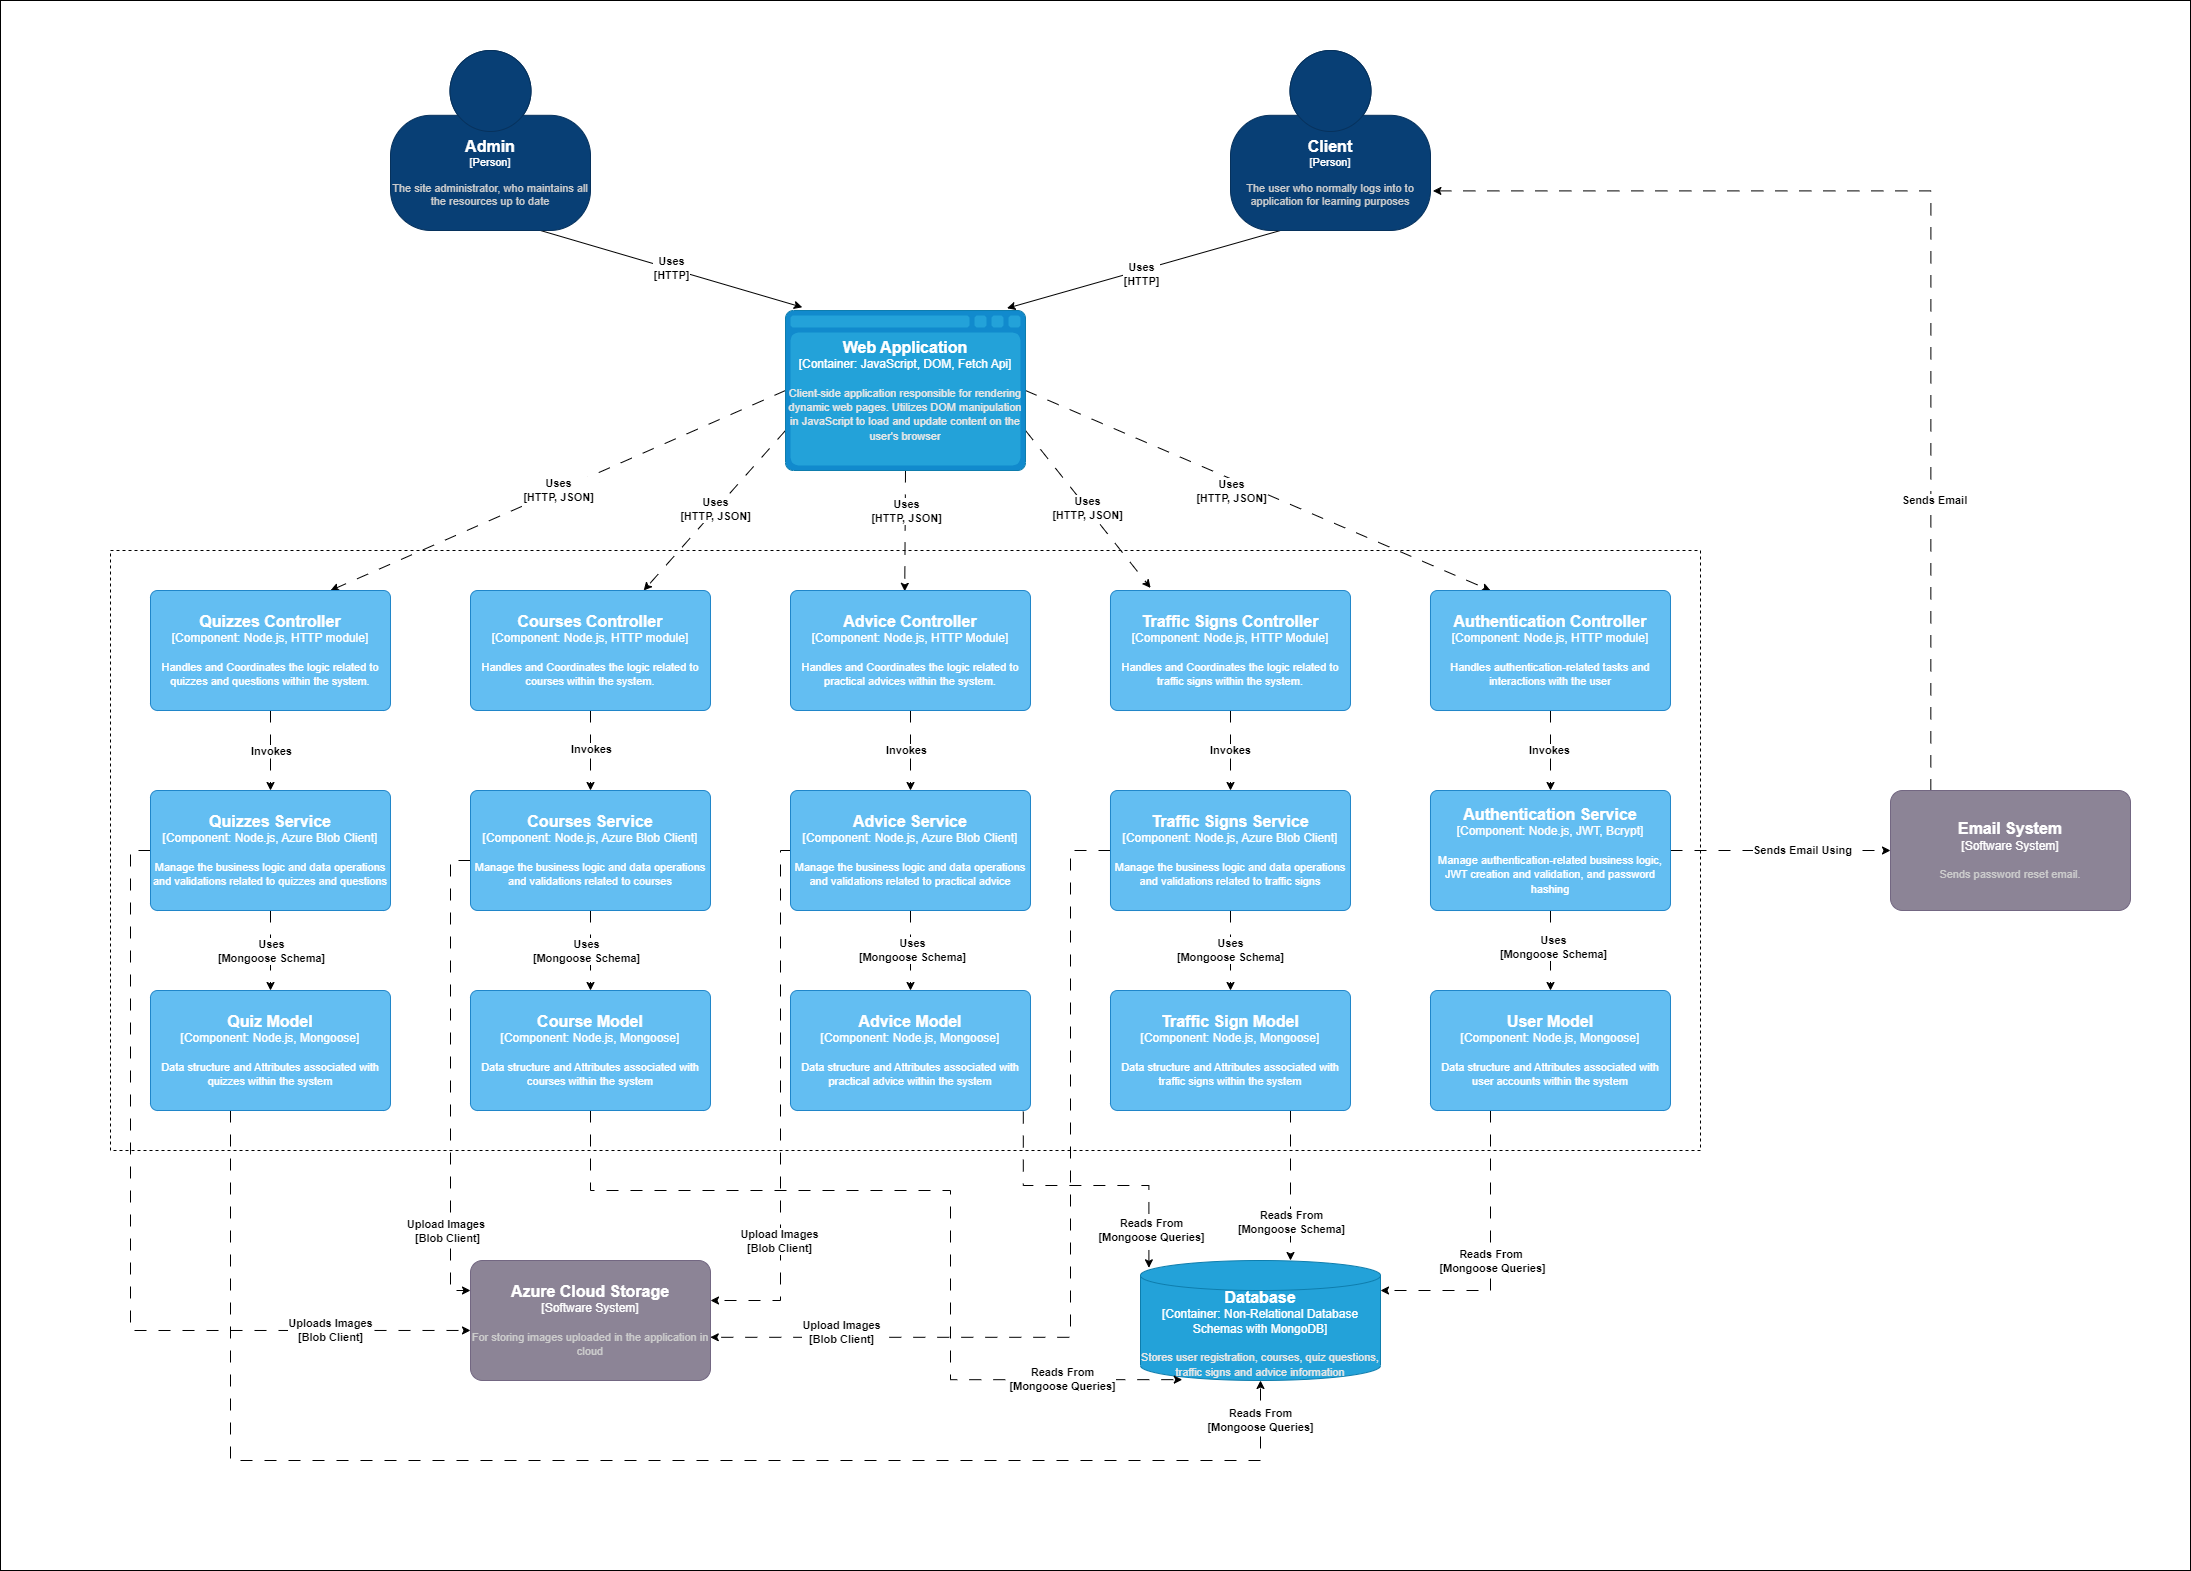 Admin
[Person]
The site administrator, who maintains all
the resources up to date
Client
[Person]
The user who normally logs into to
application for learning purposes
Uses
[HTTP]
Uses
[HTTP]
Web Application
[Container: JavaScript, DOM, Fetch Api]
Client-side application responsible for rendering
dynamic web pages. Utilizes DOM manipulation
in JavaScript to load and update content on the
user's browser
Uses
[HTTP, JSON]
Uses
[HTTP, JSON]
Uses
[HTTP, JSON]
Uses
[HTTP, JSON]
Uses
[HTTP, JSON]
Sends Email
Quizzes Controller
[Component: Node.js, HTTP module]
Handles and Coordinates the logic related to
quizzes and questions within the system.
Courses Controller
[Component: Node.js, HTTP module]
Handles and Coordinates the logic related to
courses within the system.
Advice Controller
[Component: Node.js, HTTP Module]
Handles and Coordinates the logic related to
practical advices within the system.
Traffic Signs Controller
[Component: Node.js, HTTP Module]
Handles and Coordinates the logic related to
traffic signs within the system.
Authentication Controller
[Component: Node.js, HTTP module]
Handles authentication-related tasks and
interactions with the user
Invokes
Invokes
Invokes
Invokes
Invokes
Quizzes Service
[Component: Node.js, Azure Blob Client]
Manage the business logic and data operations
and validations related to quizzes and questions
Courses Service
[Component: Node.js, Azure Blob Client]
Manage the business logic and data operations
and validations related to courses
Advice Service
[Component: Node.js, Azure Blob Client]
Manage the business logic and data operations
and validations related to practical advice
Traffic Signs Service
[Component: Node.js, Azure Blob Client]
Manage the business logic and data operations
and validations related to traffic signs
Authentication Service
[Component: Node.js, JWT, Bcrypt]
Manage authentication-related business logic,
JWT creation and validation, and password
hashing
Sends Email Using
Email System
[Software System]
Sends password reset email.
Uses
[Mongoose Schema]
Uses
[Mongoose Schema]
Uses
[Mongoose Schema]
Uses
[Mongoose Schema]
Uses
[Mongoose Schema]
Quiz Model
[Component: Node.js, Mongoose]
Data structure and Attributes associated with
quizzes within the system
Course Model
[Component: Node.js, Mongoose]
Data structure and Attributes associated with
courses within the system
Advice Model
[Component: Node.js, Mongoose]
Data structure and Attributes associated with
practical advice within the system
Traffic Sign Model
[Component: Node.js, Mongoose]
Data structure and Attributes associated with
traffic signs within the system
User Model
[Component: Node.js, Mongoose]
Data structure and Attributes associated with
user accounts within the system
Upload Images
[Blob Client]
Upload Images
[Blob Client]
Reads From
[Mongoose Queries]
Reads From
[Mongoose Schema]
Reads From
[Mongoose Queries]
Uploads Images
[Blob Client]
Azure Cloud Storage
[Software System]
For storing images uploaded in the application in
cloud
Upload Images
[Blob Client]
Database
[Container: Non-Relational Database
Schemas with MongoDB]
Stores user registration, courses, quiz questions,
traffic signs and advice information
Reads From
[Mongoose Queries]
Reads From
[Mongoose Queries]